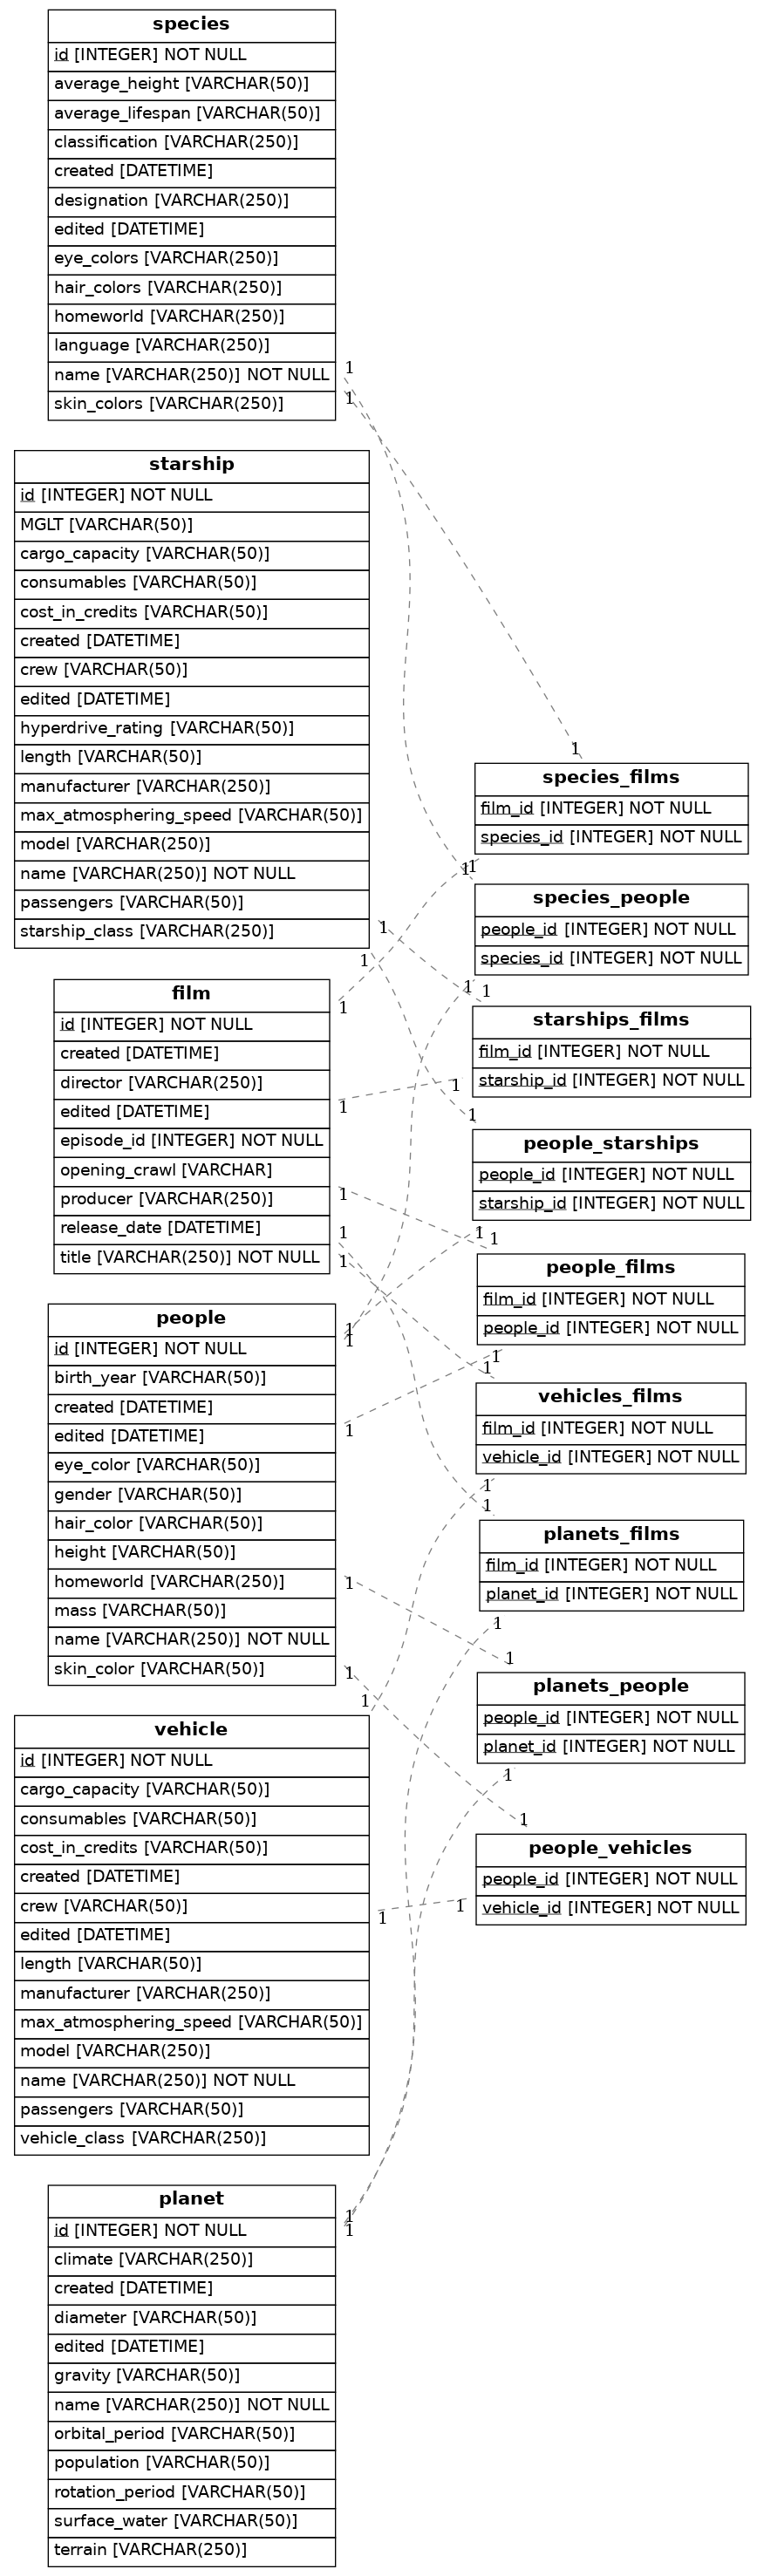 species
id [INTEGER] NOT NULL
average_height [VARCHAR(50)]
average_lifespan [VARCHAR(50)]
classification [VARCHAR(250)]
created [DATETIME]
designation [VARCHAR(250)]
edited [DATETIME]
eye_colors [VARCHAR(250)]
hair_colors [VARCHAR(250)]
homeworld [VARCHAR(250)]
language [VARCHAR(250)]
name [VARCHAR(250)] NOT NULL
skin_colors [VARCHAR(250)]
1
1
starship
id [INTEGER] NOT NULL
MGLT [VARCHAR(50)]
cargo_capacity [VARCHAR(50)]
consumables [VARCHAR(50)]
cost_in_credits [VARCHAR(50)]
created [DATETIME]
crew [VARCHAR(50)]
edited [DATETIME]
hyperdrive_rating [VARCHAR(50)]
length [VARCHAR(50)]
manufacturer [VARCHAR(250)]
max_atmosphering_speed [VARCHAR(50)]
model [VARCHAR(250)]
name [VARCHAR(250)] NOT NULL
passengers [VARCHAR(50)]
starship_class [VARCHAR(250)]
1
1
film
id [INTEGER] NOT NULL
created [DATETIME]
director [VARCHAR(250)]
edited [DATETIME]
episode_id [INTEGER] NOT NULL
opening_crawl [VARCHAR]
producer [VARCHAR(250)]
release_date [DATETIME]
title [VARCHAR(250)] NOT NULL
1
1
1
1
1
people
id [INTEGER] NOT NULL
birth_year [VARCHAR(50)]
created [DATETIME]
edited [DATETIME]
eye_color [VARCHAR(50)]
gender [VARCHAR(50)]
hair_color [VARCHAR(50)]
height [VARCHAR(50)]
homeworld [VARCHAR(250)]
mass [VARCHAR(50)]
name [VARCHAR(250)] NOT NULL
skin_color [VARCHAR(50)]
1
1
1
1
1
vehicle
id [INTEGER] NOT NULL
cargo_capacity [VARCHAR(50)]
consumables [VARCHAR(50)]
cost_in_credits [VARCHAR(50)]
created [DATETIME]
crew [VARCHAR(50)]
edited [DATETIME]
length [VARCHAR(50)]
manufacturer [VARCHAR(250)]
max_atmosphering_speed [VARCHAR(50)]
model [VARCHAR(250)]
name [VARCHAR(250)] NOT NULL
passengers [VARCHAR(50)]
vehicle_class [VARCHAR(250)]
1
1
planet
id [INTEGER] NOT NULL
climate [VARCHAR(250)]
created [DATETIME]
diameter [VARCHAR(50)]
edited [DATETIME]
gravity [VARCHAR(50)]
name [VARCHAR(250)] NOT NULL
orbital_period [VARCHAR(50)]
population [VARCHAR(50)]
rotation_period [VARCHAR(50)]
surface_water [VARCHAR(50)]
terrain [VARCHAR(250)]
1
1
1
species_films
film_id [INTEGER] NOT NULL
species_id [INTEGER] NOT NULL
1
1
species_people
people_id [INTEGER] NOT NULL
species_id [INTEGER] NOT NULL
1
1
starships_films
film_id [INTEGER] NOT NULL
starship_id [INTEGER] NOT NULL
1
1
people_starships
people_id [INTEGER] NOT NULL
starship_id [INTEGER] NOT NULL
1
1
people_films
film_id [INTEGER] NOT NULL
people_id [INTEGER] NOT NULL
1
1
vehicles_films
film_id [INTEGER] NOT NULL
vehicle_id [INTEGER] NOT NULL
1
1
planets_films
film_id [INTEGER] NOT NULL
planet_id [INTEGER] NOT NULL
1
1
planets_people
people_id [INTEGER] NOT NULL
planet_id [INTEGER] NOT NULL
1
1
people_vehicles
people_id [INTEGER] NOT NULL
vehicle_id [INTEGER] NOT NULL
1